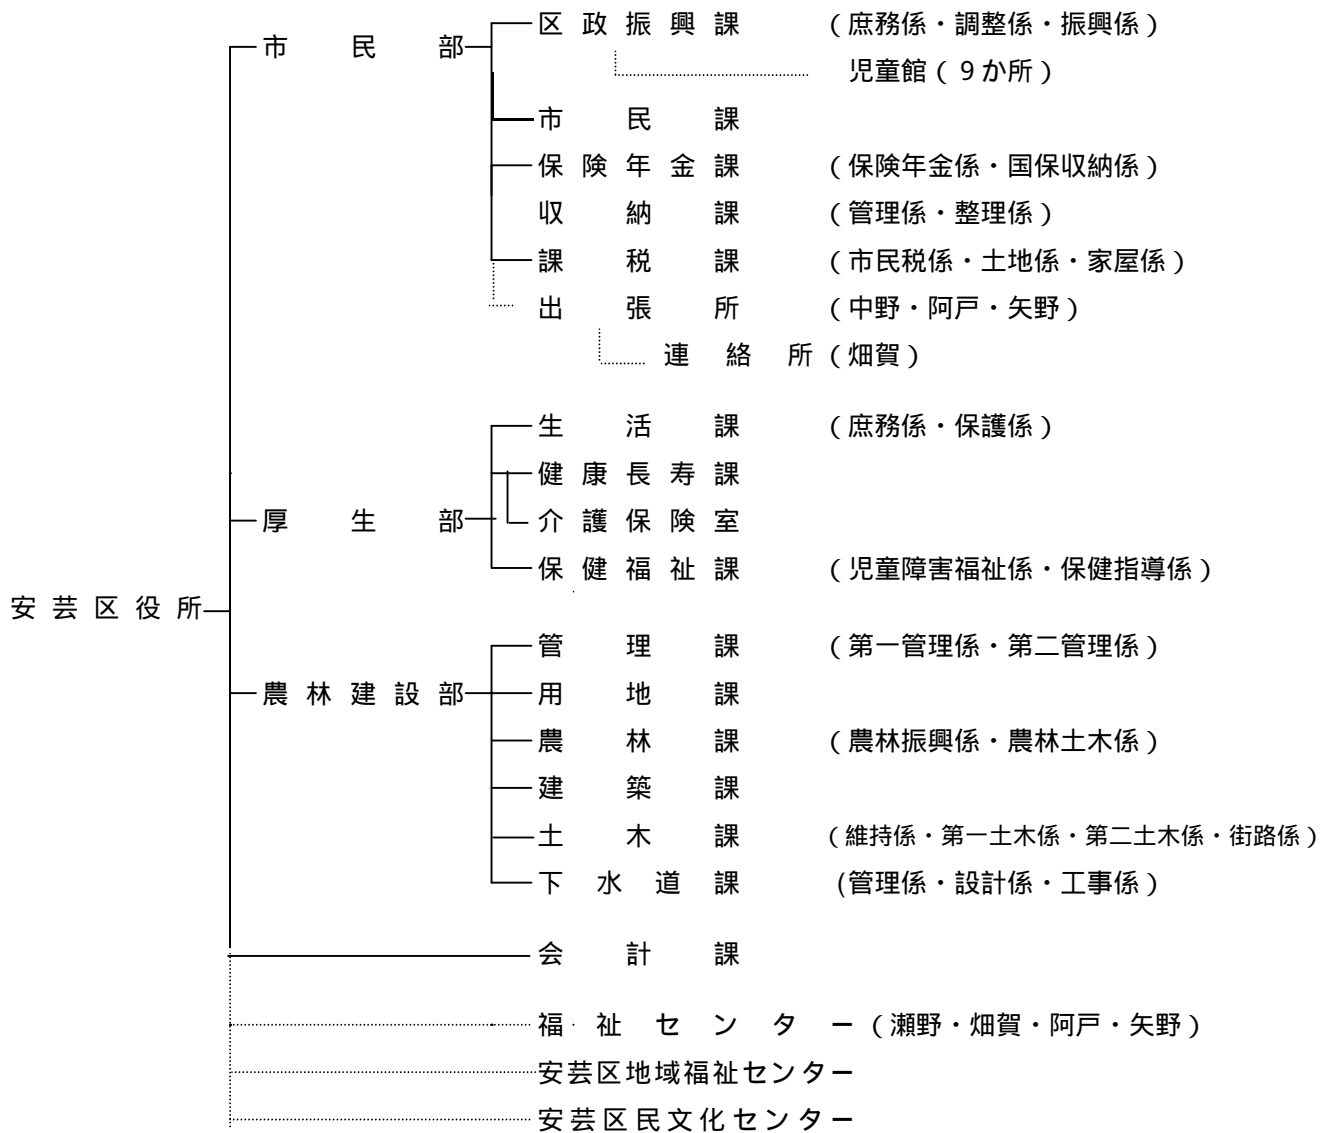 区政振興課 (庶務係・調整係・振興係)
市民部
児童館(9か所)
市民課
保険年金課 (保険年金係・国保収納係)
収納課 (管理係・整理係)
課税課 (市民税係・土地係・家屋係)
出張所 (中野・阿戸・矢野)
連絡所(畑賀)
生活課 (庶務係・保護係)
健康長寿課
厚生部 介護保険室
保健福祉課 (児童障害福祉係・保健指導係)
安芸区役所
管理課 (第一管理係・第二管理係)
農林建設部 用地課
農林課 (農林振興係・農林土木係)
建築課
土木課 (維持係・第一土木係・第二土木係・街路係)
下水道課 (管理係・設計係・工事係)
会計課
福祉センター(瀬野・畑賀・阿戸・矢野)
安芸区地域福祉センター
安芸区民文化センター